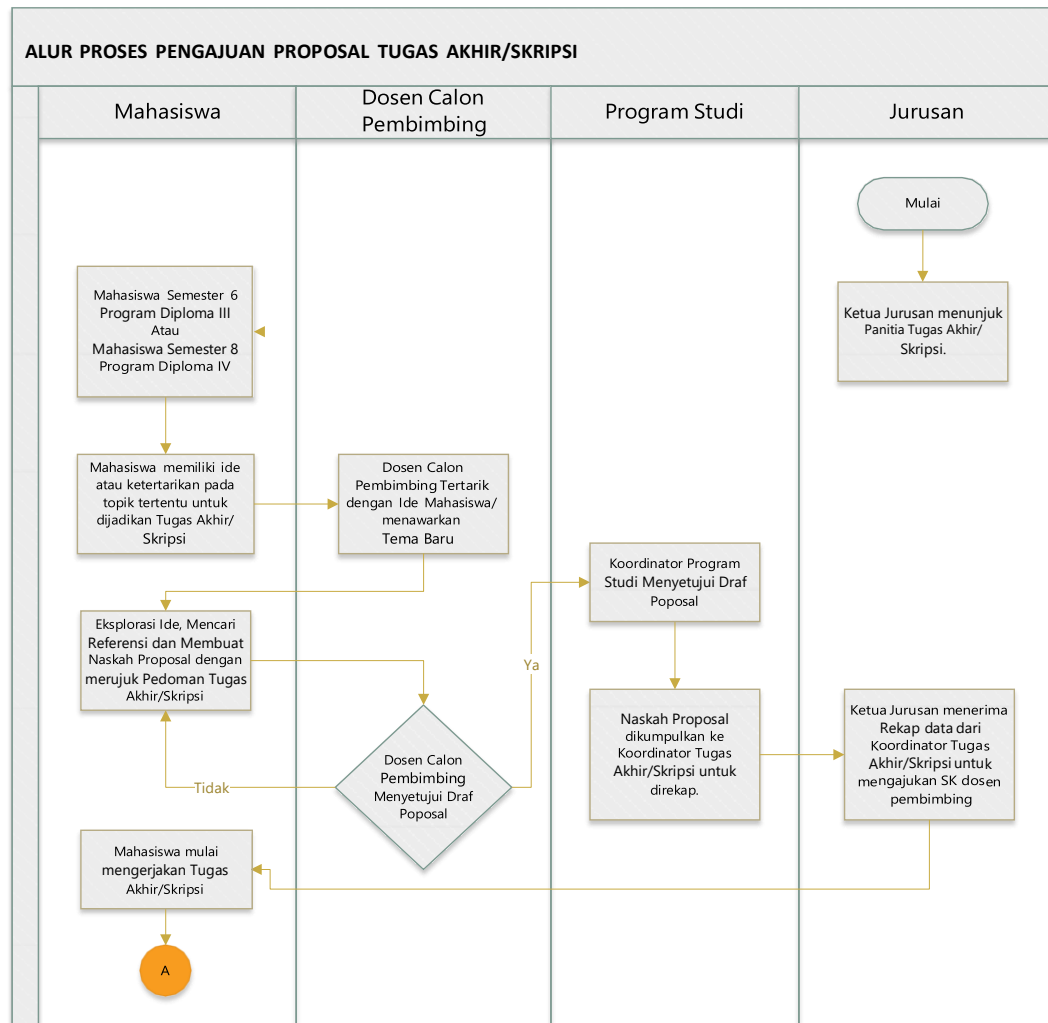 ALUR PROSES PENGAJUAN PROPOSAL TUGAS AKHIR/SKRIPSI
Mahasiswa
Dosen Calon
Pembimbing
Program Studi
Jurusan
Mulai
Ketua Jurusan menunjuk
Panitia Tugas Akhir/
Skripsi.
Mahasiswa Semester 6
Program Diploma III
Atau
Mahasiswa Semester 8
Program Diploma IV
Mahasiswa memiliki ide
atau ketertarikan pada
topik tertentu untuk
dijadikan Tugas Akhir/
Skripsi
Dosen Calon
Pembimbing Tertarik
dengan Ide Mahasiswa/
menawarkan
Tema Baru
Eksplorasi Ide, Mencari
Referensi dan Membuat
Naskah Proposal dengan
merujuk Pedoman Tugas
Akhir/Skripsi
Dosen Calon
Pembimbing
Menyetujui Draf
Poposal
Tidak
Ya
Koordinator Program
Studi Menyetujui Draf
Poposal
Naskah Proposal
dikumpulkan ke
Koordinator Tugas
Akhir/Skripsi untuk
direkap.
Ketua Jurusan menerima
Rekap data dari
Koordinator Tugas
Akhir/Skripsi untuk
mengajukan SK dosen
pembimbing
Mahasiswa mulai
mengerjakan Tugas
Akhir/Skripsi
A